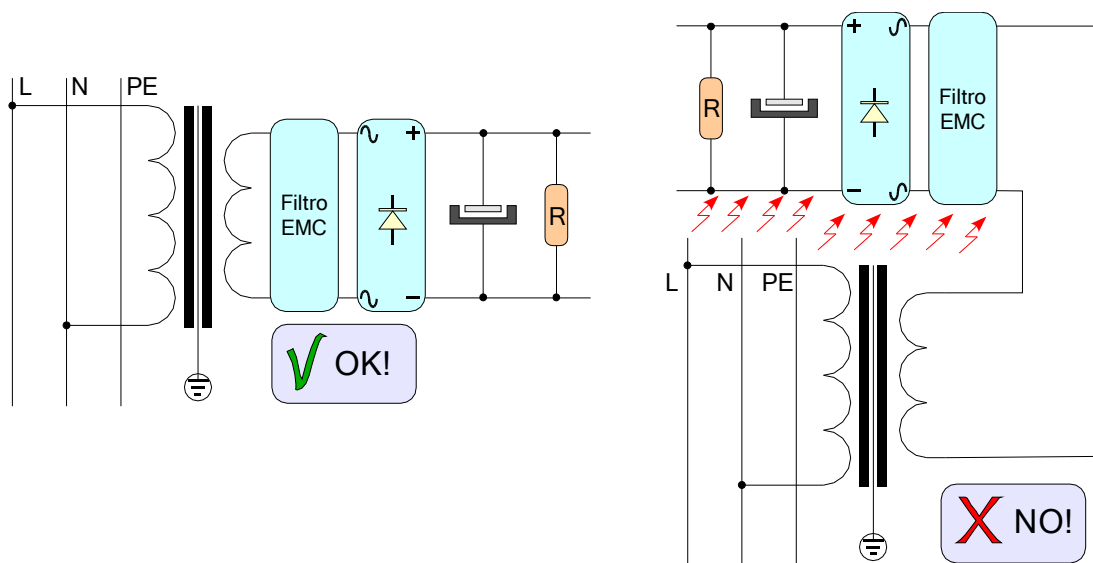 L N PE
Filtro
EMC
+
−
R
OK!
R
+
−
Filtro
EMC
L N PE
NO!